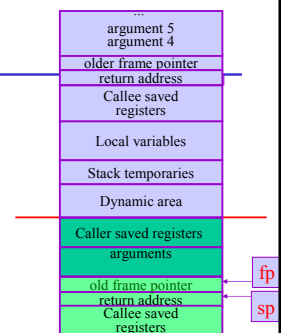 ...
argument 5
argument 4
older frame pointer
return address
Callee saved
registers
Local variables
Stack temporaries
Dynamic area
Caller saved registers
arguments
fp
old frame pointer
return address
sp
Callee saved
registers